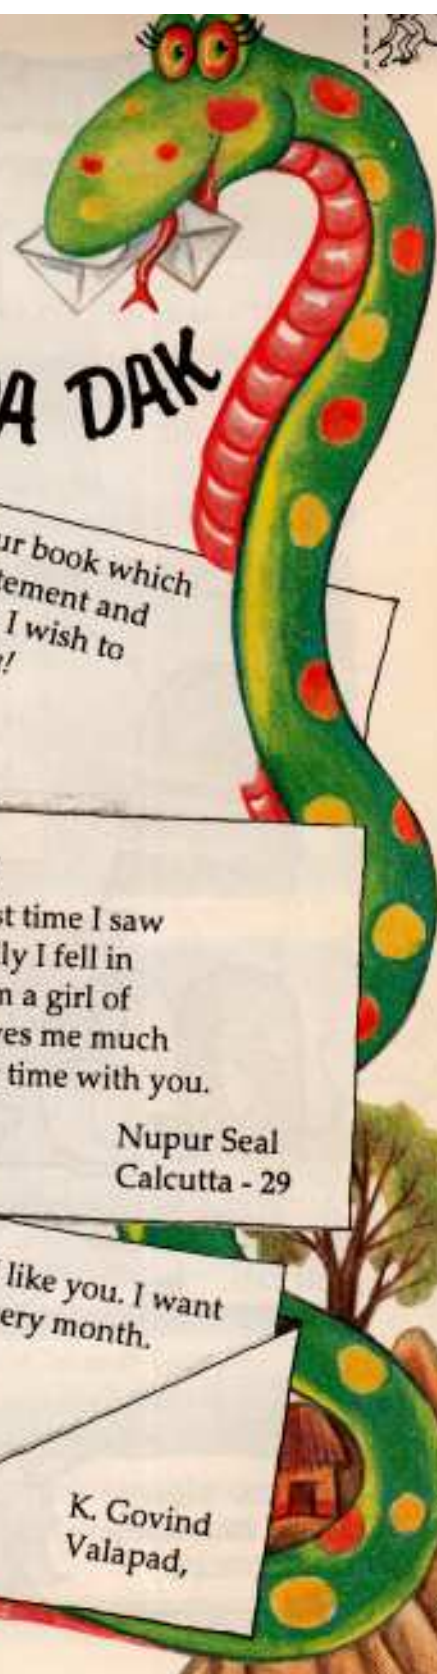 A DAK
ur book which
tement and
I wish to
!
st time I saw
ly I fell in
n a girl of
ves me much
time with you.
Nupur Seal
Calcutta - 29
like you. I want
ery month.
K. Govind
Valapad,